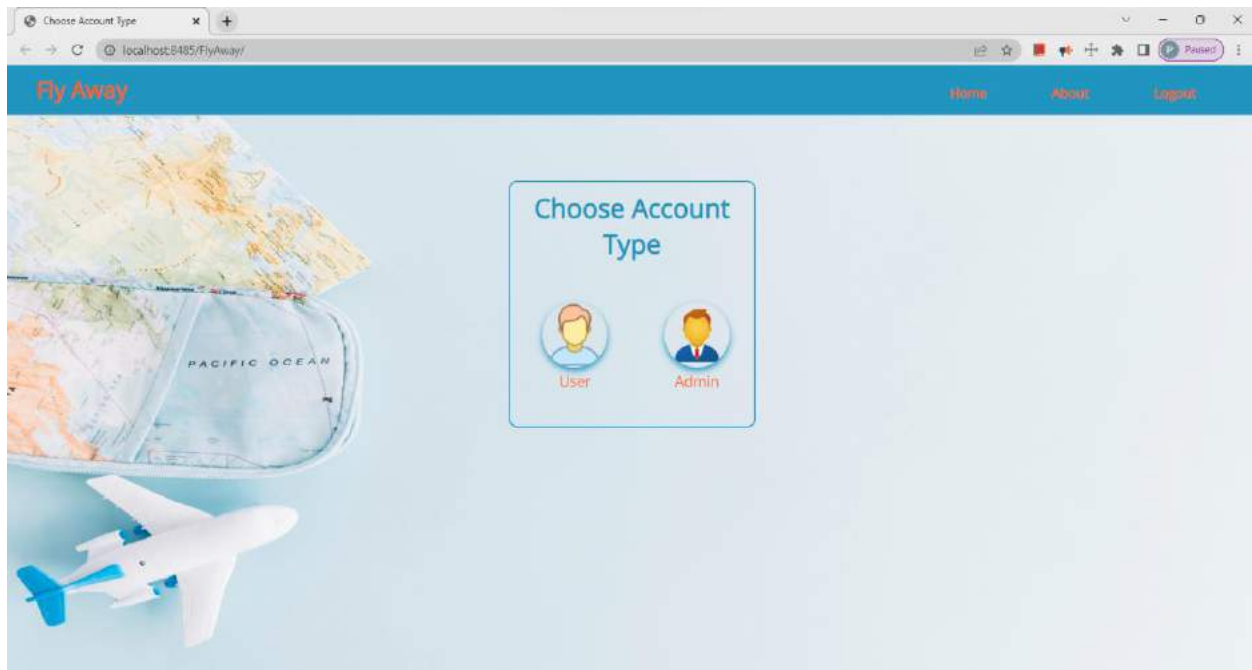 Choose Account Type
localhost:8485/FlyAway/
Paused
Fly Away
Home About Logout
Choose Account
Type
PACIFIC OCEAN
User Admin